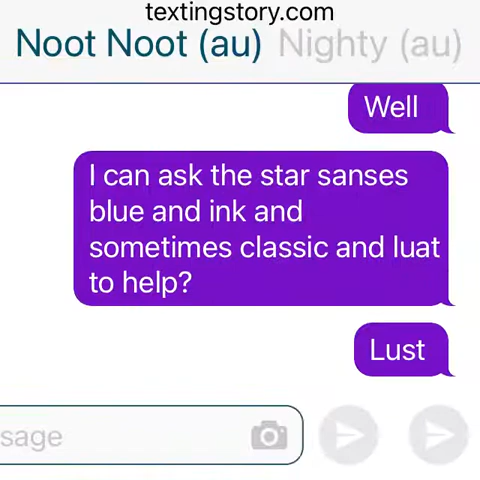 textingstory.com
Noot Noot (au) Nighty (au)
Well
I can ask the star sanses
blue and ink and
sometimes classic and luat
to help?
Lust
sage